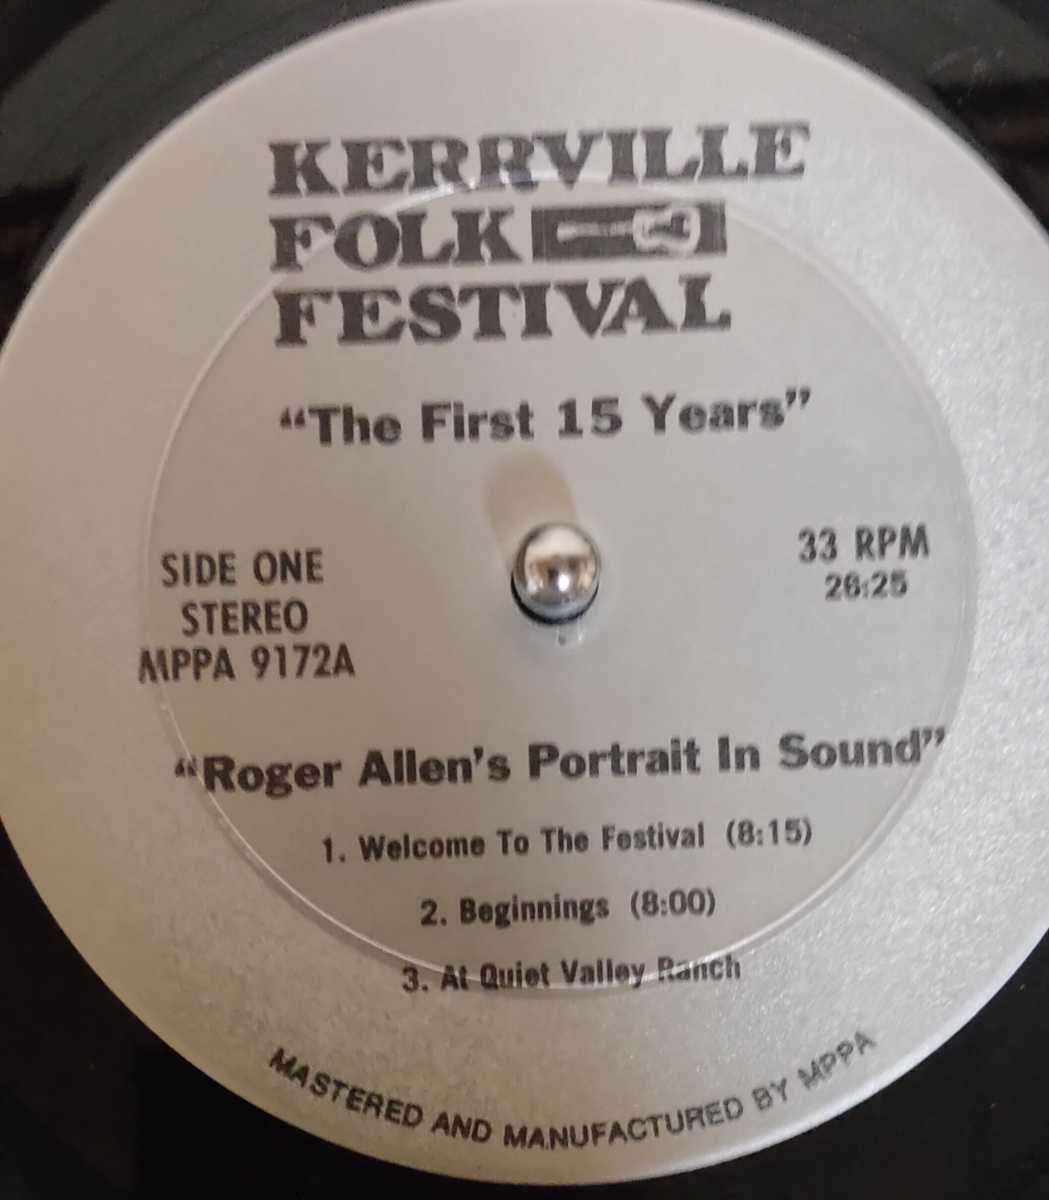 KERRVILLE
FOLK
FESTIVAL
“The First 15 Years”
SIDE ONE
STEREO
MPPA 9172A
33 RPM
26:25
“Roger Allen's Portrait In Sound”
1. Welcome To The Festival (8:15)
2. Beginnings (8:00)
3. At Quiet Valley Ranch
MASTERED AND MANUFACTURED BY MPPA